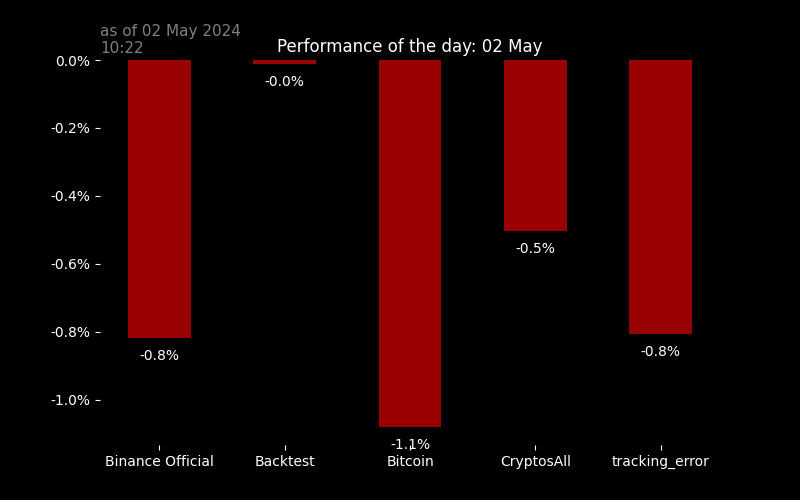 as of 02 May 2024
10:22
Performance of the day: 02 May
0.0%
-0.2%
-0.4%
-0.6%
-0.8%
-1.0%
-0.8%
-0.0%
-1.1%
-0.5%
-0.8%
Binance Official
Backtest
Bitcoin
CryptosAll
tracking_error